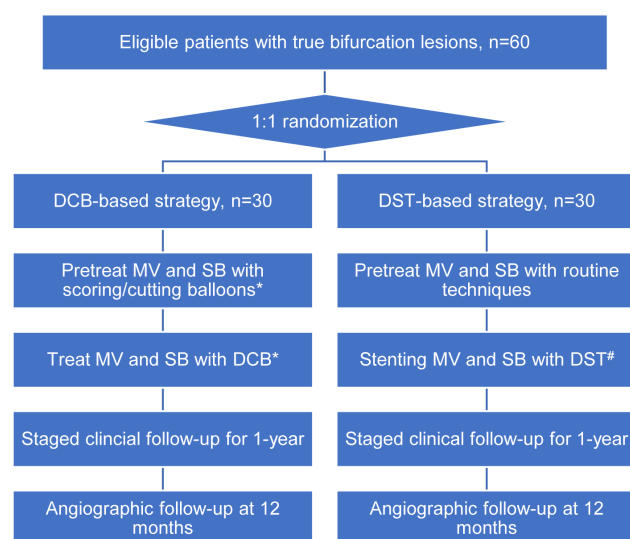 Eligible patients with true bifurcation lesions, n=60
1:1 randomization
DCB-based strategy, n=30
DST-based strategy, n=30
Pretreat MV and SB with
scoring/cutting balloons*
Pretreat MV and SB with routine
techniques
Treat MV and SB with DCB*
Stenting MV and SB with DST#
Staged clincial follow-up for 1-year
Staged clinical follow-up for 1-year
Angiographic follow-up at 12
months
Angiographic follow-up at 12
months